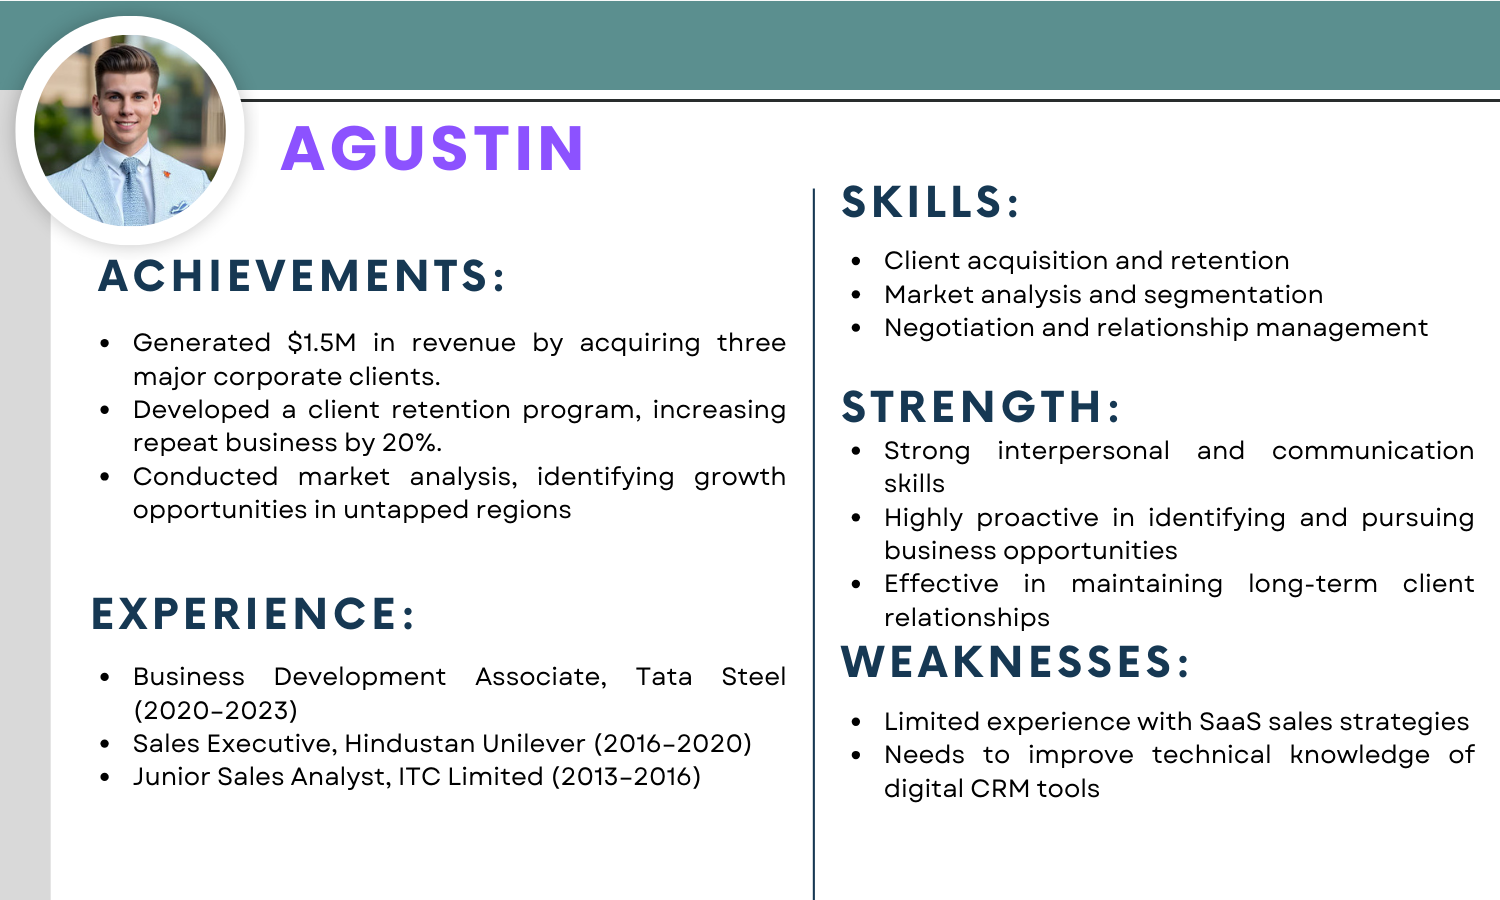 AGUSTIN
ACHIEVEMENTS:
• Generated $1.5M in revenue by acquiring three
major corporate clients.
• Developed a client retention program, increasing
repeat business by 20%.
• Conducted market analysis, identifying growth
opportunities in untapped regions
EXPERIENCE:
• Business Development Associate, Tata Steel
(2020–2023)
• Sales Executive, Hindustan Unilever (2016–2020)
• Junior Sales Analyst, ITC Limited (2013–2016)
SKILLS:
• Client acquisition and retention
• Market analysis and segmentation
• Negotiation and relationship management
STRENGTH:
• Strong interpersonal and communication
skills
• Highly proactive in identifying and pursuing
business opportunities
• Effective in maintaining long-term client
relationships
WEAKNESSES:
• Limited experience with SaaS sales strategies
• Needs to improve technical knowledge of
digital CRM tools